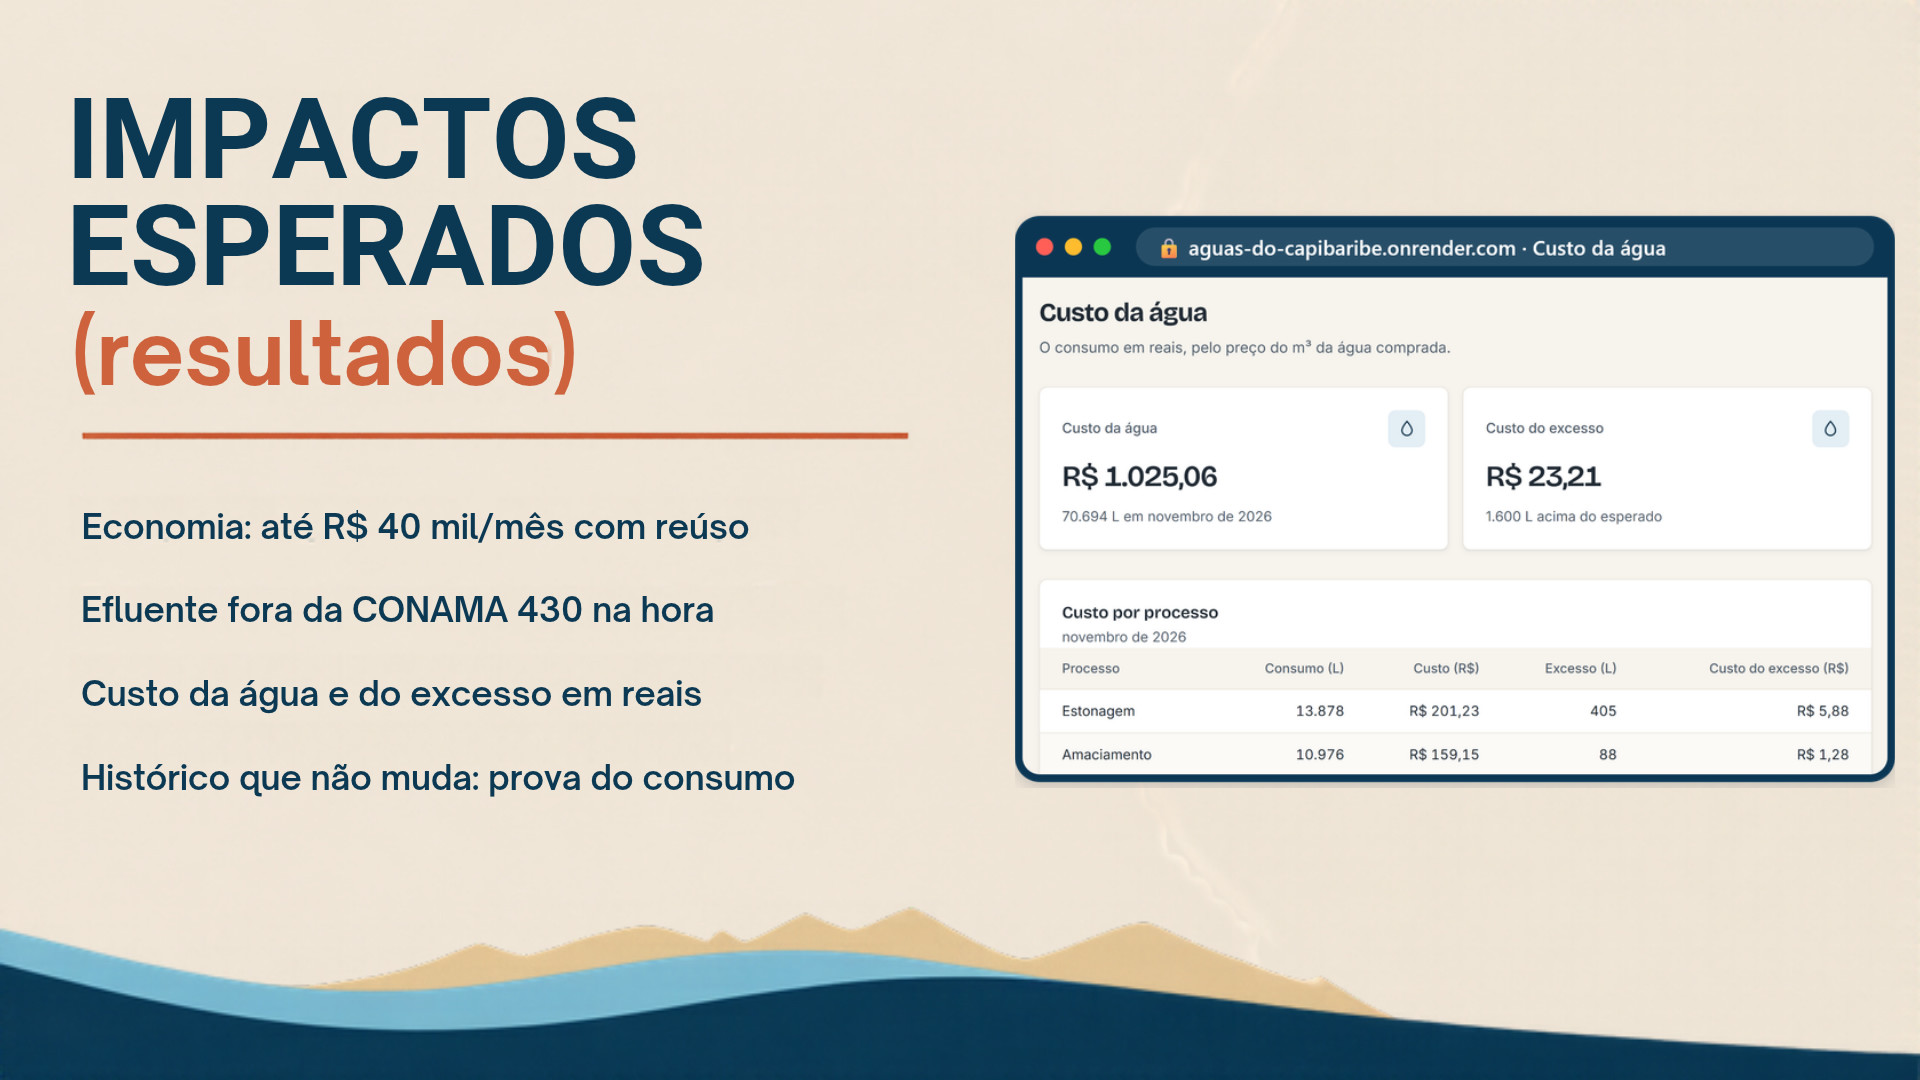 IMPACTOS
ESPERADOS
(resultados)
Economia: até R$ 40 mil/mês com reúso
Efluente fora da CONAMA 430 na hora
Custo da água e do excesso em reais
Histórico que não muda: prova do consumo
aguas-do-capibaribe.onrender.com · Custo da água
Custo da água
O consumo em reais, pelo preço do m³ da água comprada.
Custo da água
R$ 1.025,06
70.694 L em novembro de 2026
Custo do excesso
R$ 23,21
1.600 L acima do esperado
Custo por processo
novembro de 2026
Processo Consumo (L) Custo (R$) Excesso (L) Custo do excesso (R$)
Estonagem 13.878 R$ 201,23 405 R$ 5,88
Amaciamento 10.976 R$ 159,15 88 R$ 1,28